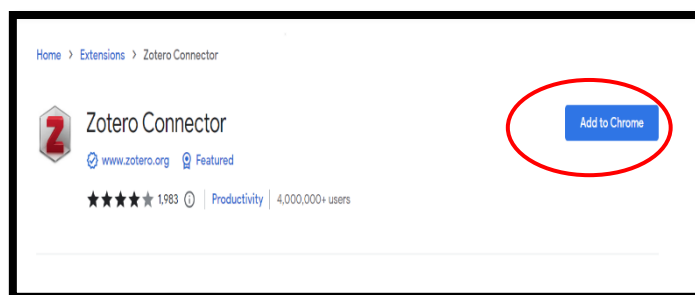 Home > Extensions > Zotero Connector
Z
Zotero Connector
Add to Chrome
www.zotero.org Featured
1,983 Productivity 4,000,000+ users